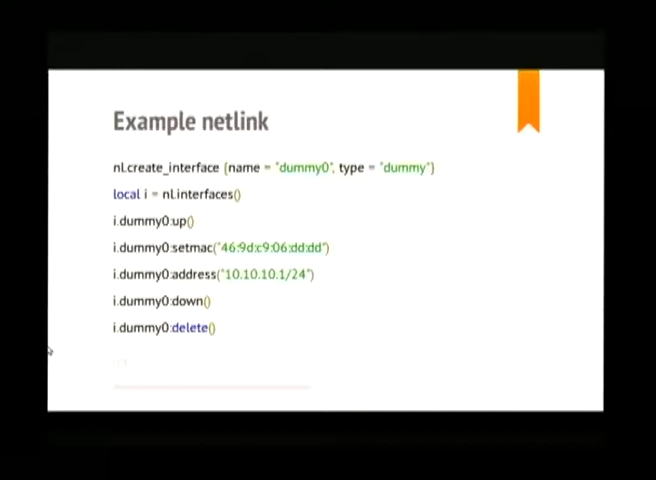 Example netlink
nl.create_interface {name = "dummy0", type = "dummy"}
local i = nl.interfaces()
i.dummy0:up()
i.dummy0:setmac("46:9d:c9:06:dd:dd")
i.dummy0:address("10.10.10.1/24")
i.dummy0:down()
i.dummy0:delete()